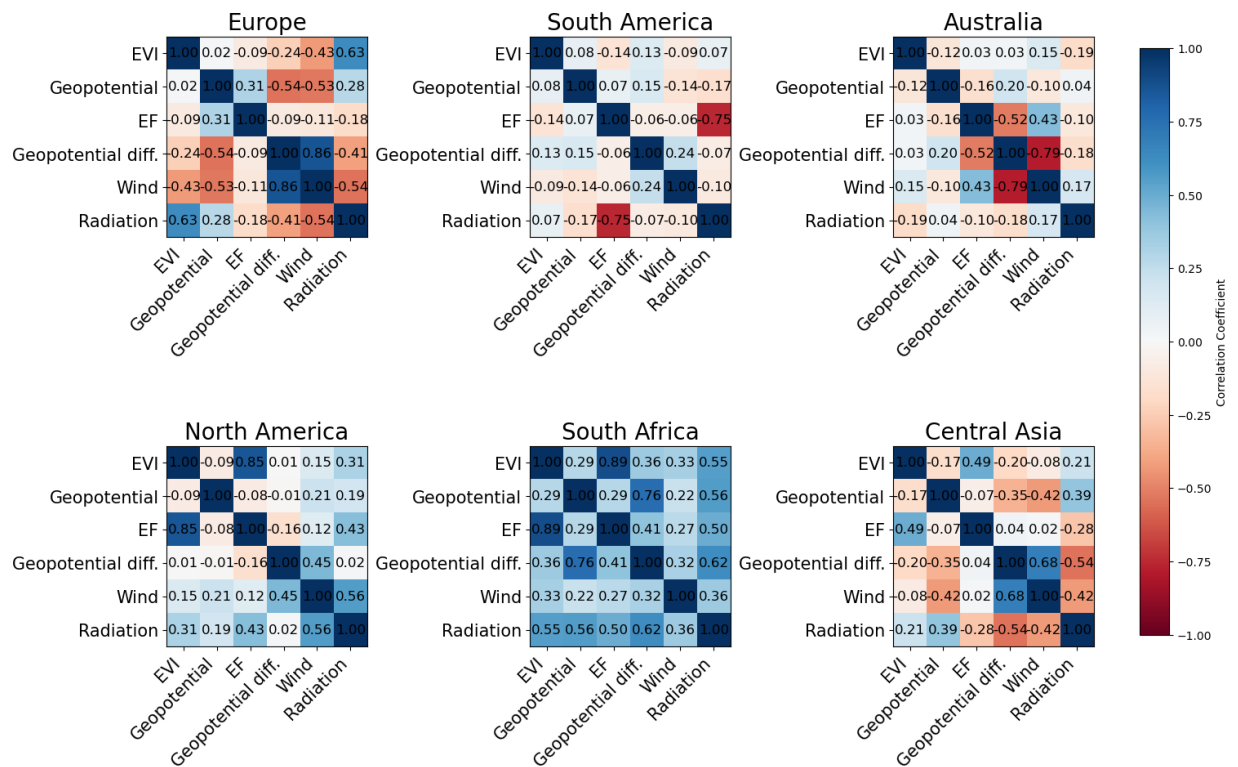 Europe
EVI 1.00 0.02 -0.09 -0.24 -0.43 0.63
Geopotential 0.02 1.00 0.31 -0.54 -0.53 0.28
EF -0.09 0.31 1.00 -0.09 -0.11 -0.18
Geopotential diff. -0.24 -0.54 -0.09 1.00 0.86 -0.41
Wind -0.43 -0.53 -0.11 0.86 1.00 -0.54
Radiation 0.63 0.28 -0.18 -0.41 -0.54 1.00
EVI Geopotential EF Geopotential diff. Wind Radiation
South America
EVI 1.00 0.08 -0.14 0.13 -0.09 0.07
Geopotential 0.08 1.00 0.07 0.15 -0.14 -0.17
EF -0.14 0.07 1.00 -0.06 -0.06 -0.75
Geopotential diff. 0.13 0.15 -0.06 1.00 0.24 -0.07
Wind -0.09 -0.14 -0.06 0.24 1.00 -0.10
Radiation 0.07 -0.17 -0.75 -0.07 -0.10 1.00
EVI Geopotential EF Geopotential diff. Wind Radiation
Australia
EVI 1.00 -0.12 0.03 0.03 0.15 -0.19
Geopotential -0.12 1.00 -0.16 0.20 -0.10 0.04
EF 0.03 -0.16 1.00 -0.52 0.43 -0.10
Geopotential diff. 0.03 0.20 -0.52 1.00 -0.79 -0.18
Wind 0.15 -0.10 0.43 -0.79 1.00 0.17
Radiation -0.19 0.04 -0.10 -0.18 0.17 1.00
EVI Geopotential EF Geopotential diff. Wind Radiation
North America
EVI 1.00 -0.09 0.85 0.01 0.15 0.31
Geopotential -0.09 1.00 -0.08 -0.01 0.21 0.19
EF 0.85 -0.08 1.00 -0.16 0.12 0.43
Geopotential diff. 0.01 -0.01 -0.16 1.00 0.45 0.02
Wind 0.15 0.21 0.12 0.45 1.00 0.56
Radiation 0.31 0.19 0.43 0.02 0.56 1.00
EVI Geopotential EF Geopotential diff. Wind Radiation
South Africa
EVI 1.00 0.29 0.89 0.36 0.33 0.55
Geopotential 0.29 1.00 0.29 0.76 0.22 0.56
EF 0.89 0.29 1.00 0.41 0.27 0.50
Geopotential diff. 0.36 0.76 0.41 1.00 0.32 0.62
Wind 0.33 0.22 0.27 0.32 1.00 0.36
Radiation 0.55 0.56 0.50 0.62 0.36 1.00
EVI Geopotential EF Geopotential diff. Wind Radiation
Central Asia
EVI 1.00 -0.17 0.49 -0.20 -0.08 0.21
Geopotential -0.17 1.00 -0.07 -0.35 -0.42 0.39
EF 0.49 -0.07 1.00 0.04 0.02 -0.28
Geopotential diff. -0.20 -0.35 0.04 1.00 0.68 -0.54
Wind -0.08 -0.42 0.02 0.68 1.00 -0.42
Radiation 0.21 0.39 -0.28 -0.54 -0.42 1.00
EVI Geopotential EF Geopotential diff. Wind Radiation
1.00
0.75
0.50
0.25
0.00
−0.25
−0.50
−0.75
−1.00
Correlation Coefficient